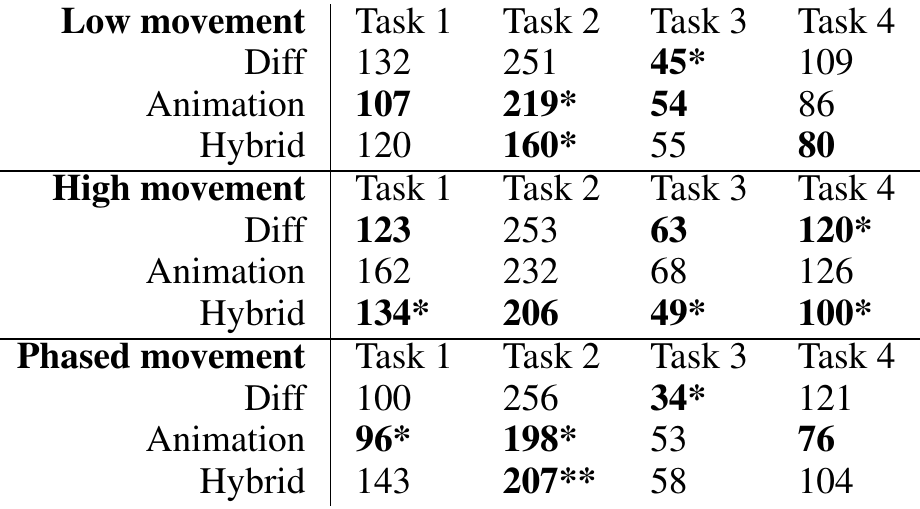 Low movement Task 1 Task 2 Task 3 Task 4
Diff 132 251 45* 109
Animation 107 219* 54 86
Hybrid 120 160* 55 80
High movement Task 1 Task 2 Task 3 Task 4
Diff 123 253 63 120*
Animation 162 232 68 126
Hybrid 134* 206 49* 100*
Phased movement Task 1 Task 2 Task 3 Task 4
Diff 100 256 34* 121
Animation 96* 198* 53 76
Hybrid 143 207** 58 104